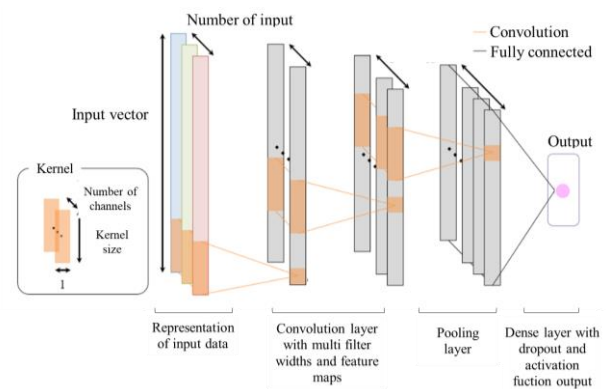 Number of input
Convolution
Fully connected
Input vector
Output
Kernel
Number of
channels
Kernel
size
1
Representation
of input data
Convolution layer
with multi filter
widths and feature
maps
Pooling
layer
Dense layer with
dropout and
activation
fuction output